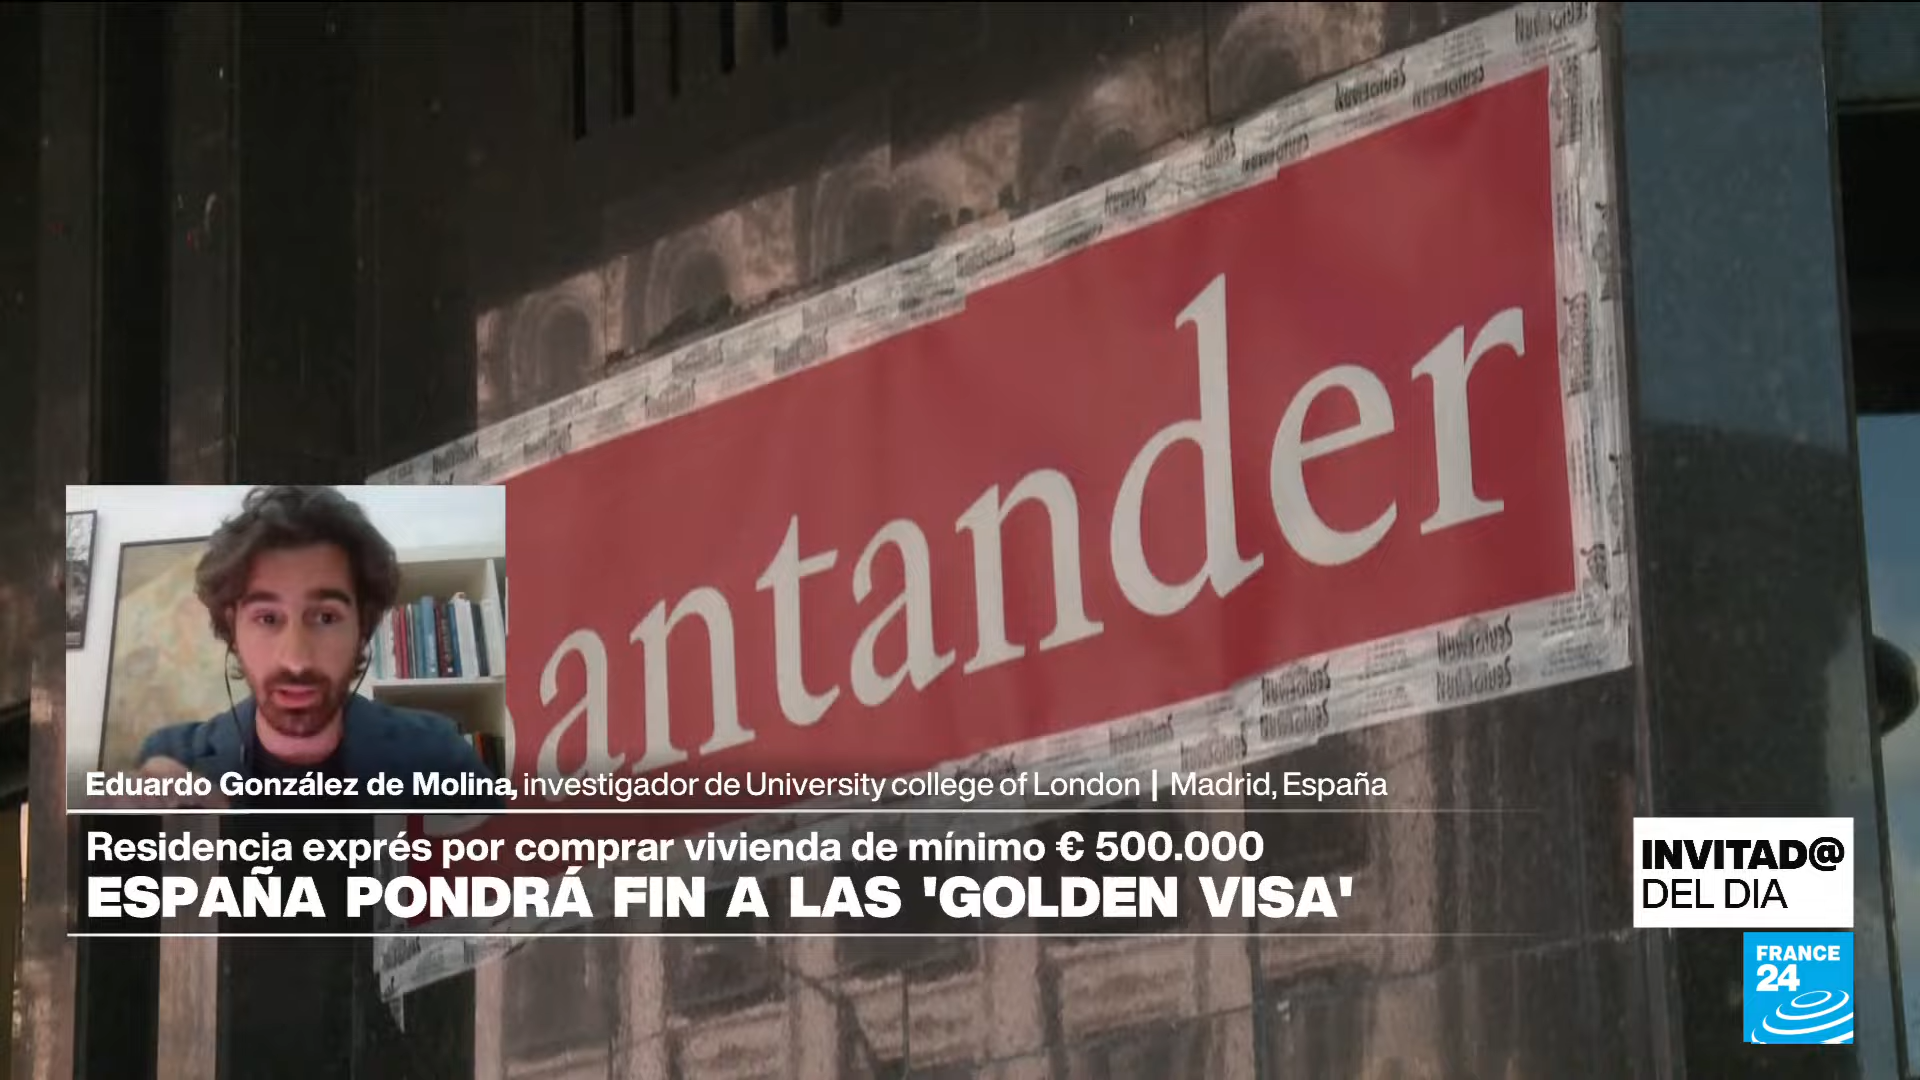 Santander
Eduardo González de Molina, investigador de University college of London | Madrid, España
Residencia exprés por comprar vivienda de mínimo € 500.000
ESPAÑA PONDRÁ FIN A LAS 'GOLDEN VISA'
INVITAD@
DEL DIA
FRANCE
24